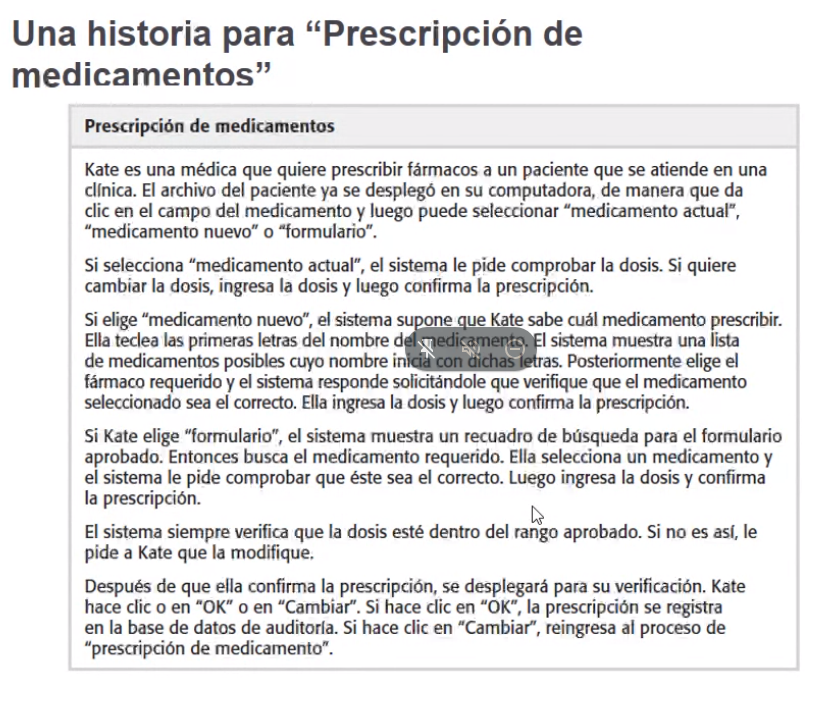 Una historia para “Prescripción de
medicamentos”
Prescripción de medicamentos
Kate es una médica que quiere prescribir fármacos a un paciente que se atiende en una
clínica. El archivo del paciente ya se desplegó en su computadora, de manera que da
clic en el campo del medicamento y luego puede seleccionar “medicamento actual”,
“medicamento nuevo” o “formulario”.
Si selecciona “medicamento actual”, el sistema le pide comprobar la dosis. Si quiere
cambiar la dosis, ingresa la dosis y luego confirma la prescripción.
Si elige “medicamento nuevo”, el sistema supone que Kate sabe cuál medicamento prescribir.
Ella teclea las primeras letras del nombre del medicamento. El sistema muestra una lista
de medicamentos posibles cuyo nombre inicia con dichas letras. Posteriormente elige el
fármaco requerido y el sistema responde solicitándole que verifique que el medicamento
seleccionado sea el correcto. Ella ingresa la dosis y luego confirma la prescripción.
Si Kate elige “formulario”, el sistema muestra un recuadro de búsqueda para el formulario
aprobado. Entonces busca el medicamento requerido. Ella selecciona un medicamento y
el sistema le pide comprobar que éste sea el correcto. Luego ingresa la dosis y confirma
la prescripción.
El sistema siempre verifica que la dosis esté dentro del rango aprobado. Si no es así, le
pide a Kate que la modifique.
Después de que ella confirma la prescripción, se desplegará para su verificación. Kate
hace clic o en “OK” o en “Cambiar”. Si hace clic en “OK”, la prescripción se registra
en la base de datos de auditoría. Si hace clic en “Cambiar”, reingresa al proceso de
“prescripción de medicamento”.